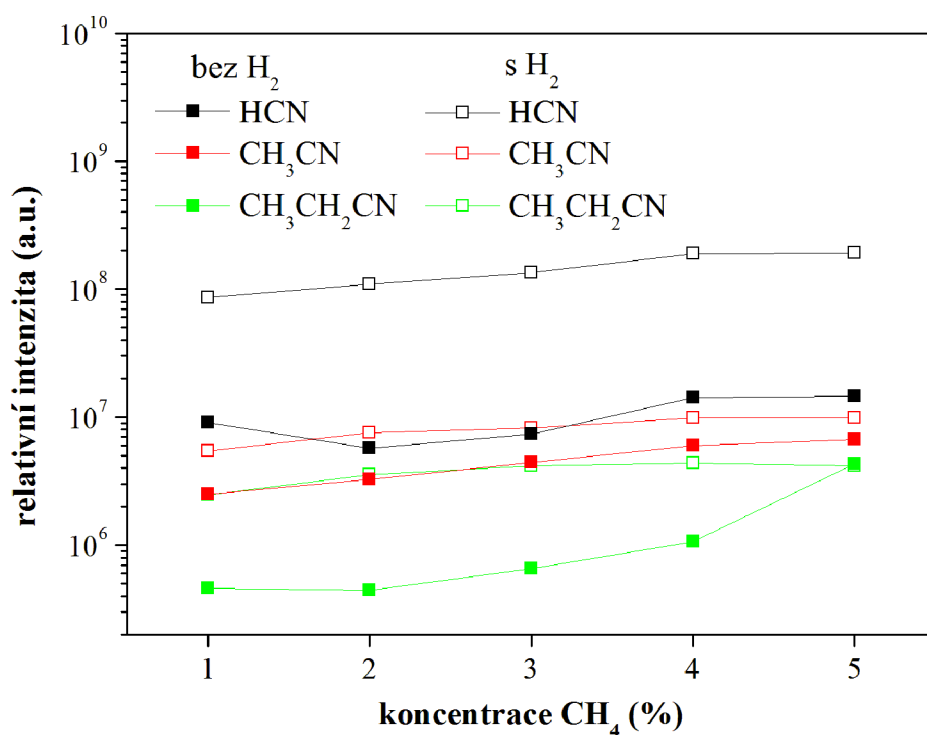 10^10
10^9
10^8
10^7
10^6
relativní intenzita (a.u.)
bez H₂
HCN
CH₃CN
CH₃CH₂CN
s H₂
HCN
CH₃CN
CH₃CH₂CN
1 2 3 4 5
koncentrace CH₄ (%)